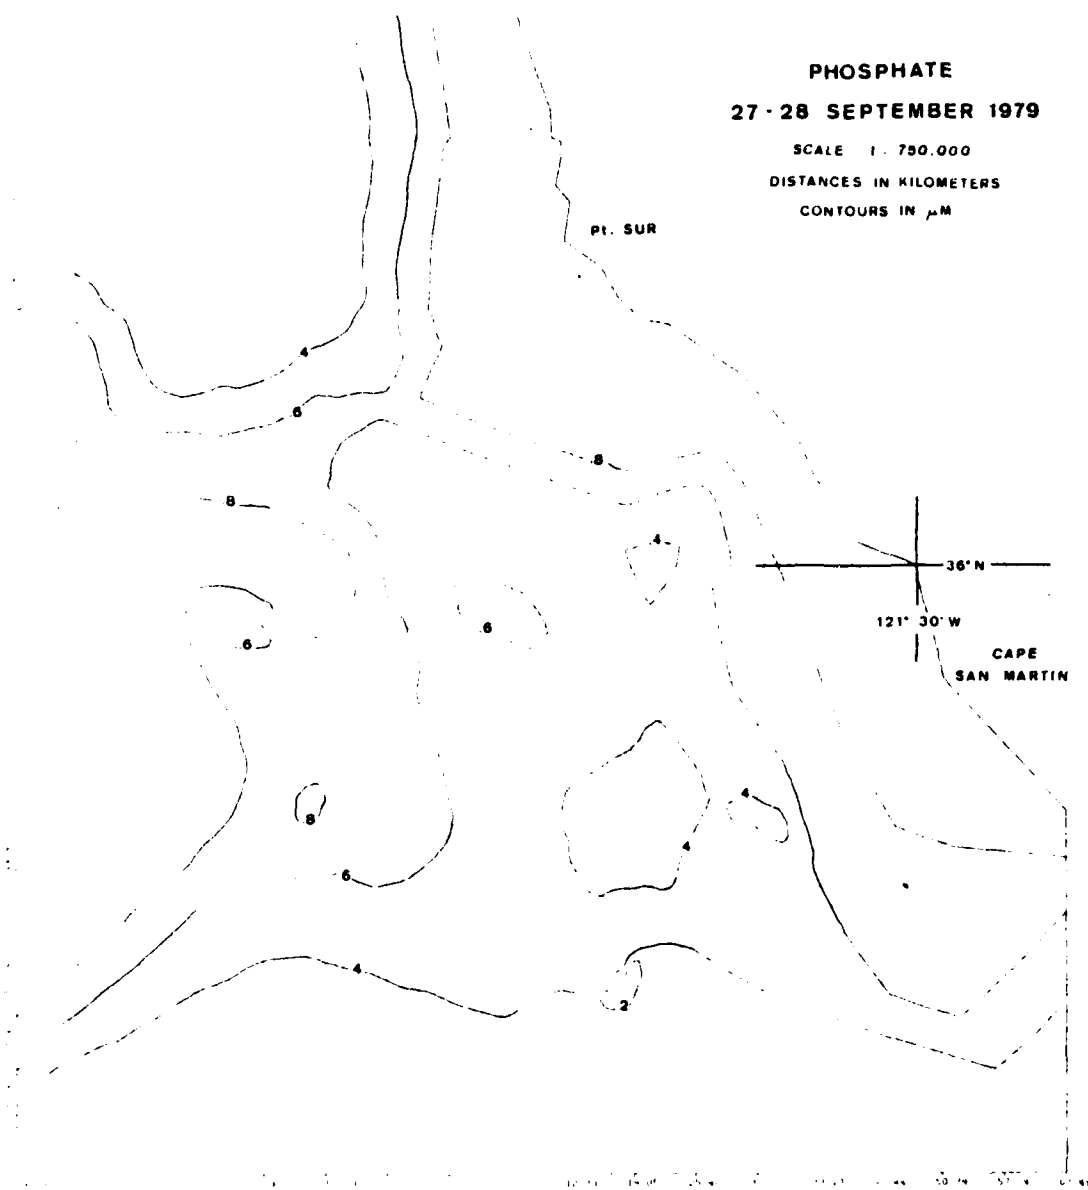 PHOSPHATE
27 - 28 SEPTEMBER 1979
SCALE 1 : 750,000
DISTANCES IN KILOMETERS
CONTOURS IN μM
Pt. SUR
4
6
.8
8
4
36° N
.6
6
121° 30' W
CAPE
SAN MARTIN
4
8
4
6
4
2